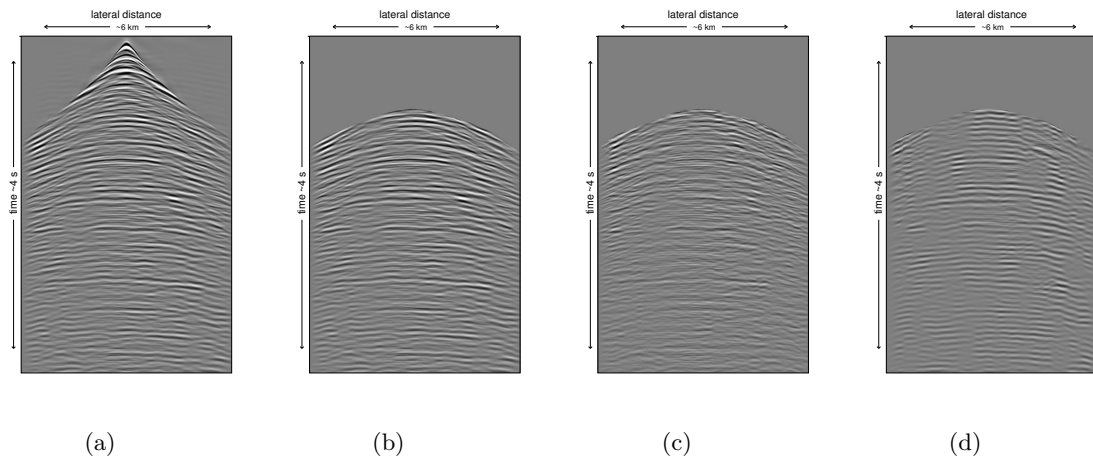 lateral distance
~6 km
time ~4 s
(a)
lateral distance
~6 km
time ~4 s
(b)
lateral distance
~6 km
time ~4 s
(c)
lateral distance
~6 km
time ~4 s
(d)